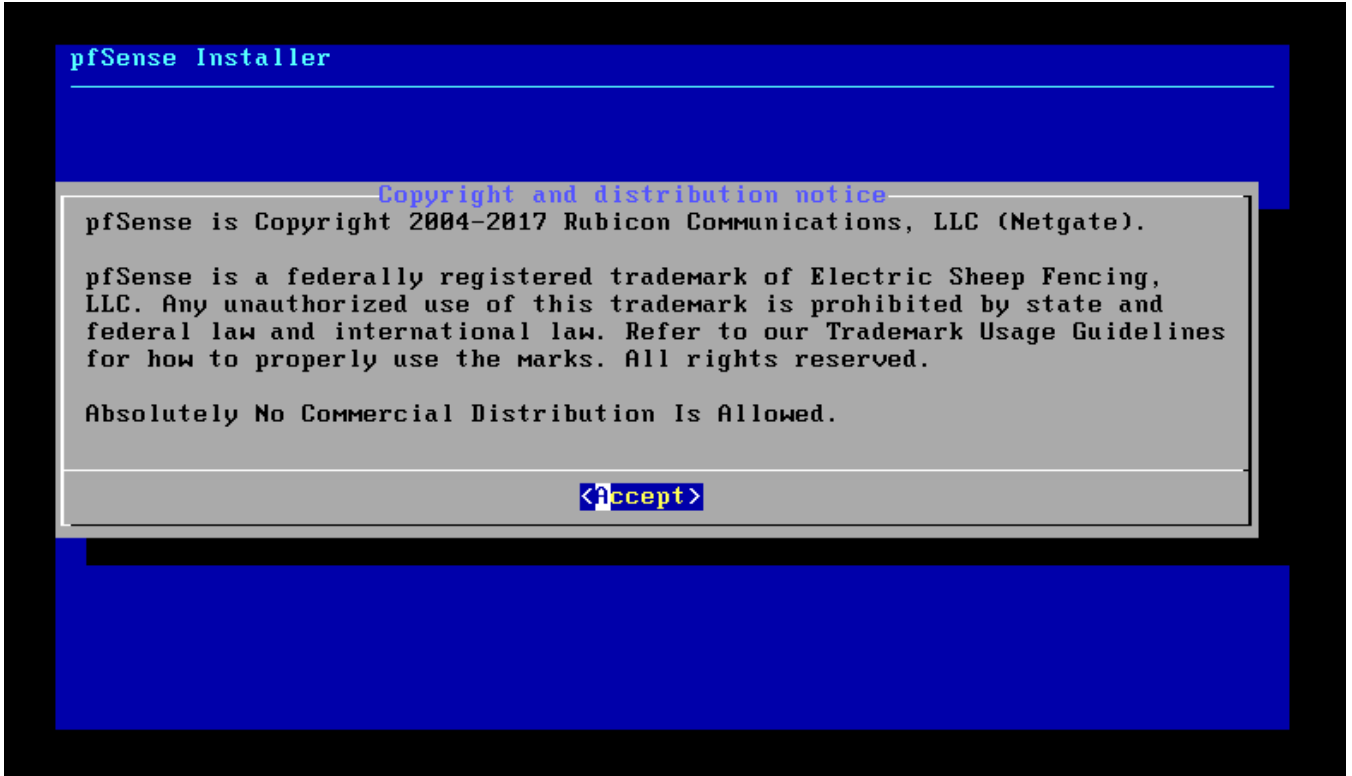 pfSense Installer
Copyright and distribution notice
pfSense is Copyright 2004-2017 Rubicon Communications, LLC (Netgate).
pfSense is a federally registered trademark of Electric Sheep Fencing,
LLC. Any unauthorized use of this trademark is prohibited by state and
federal law and international law. Refer to our Trademark Usage Guidelines
for how to properly use the marks. All rights reserved.
Absolutely No Commercial Distribution Is Allowed.
<Accept>